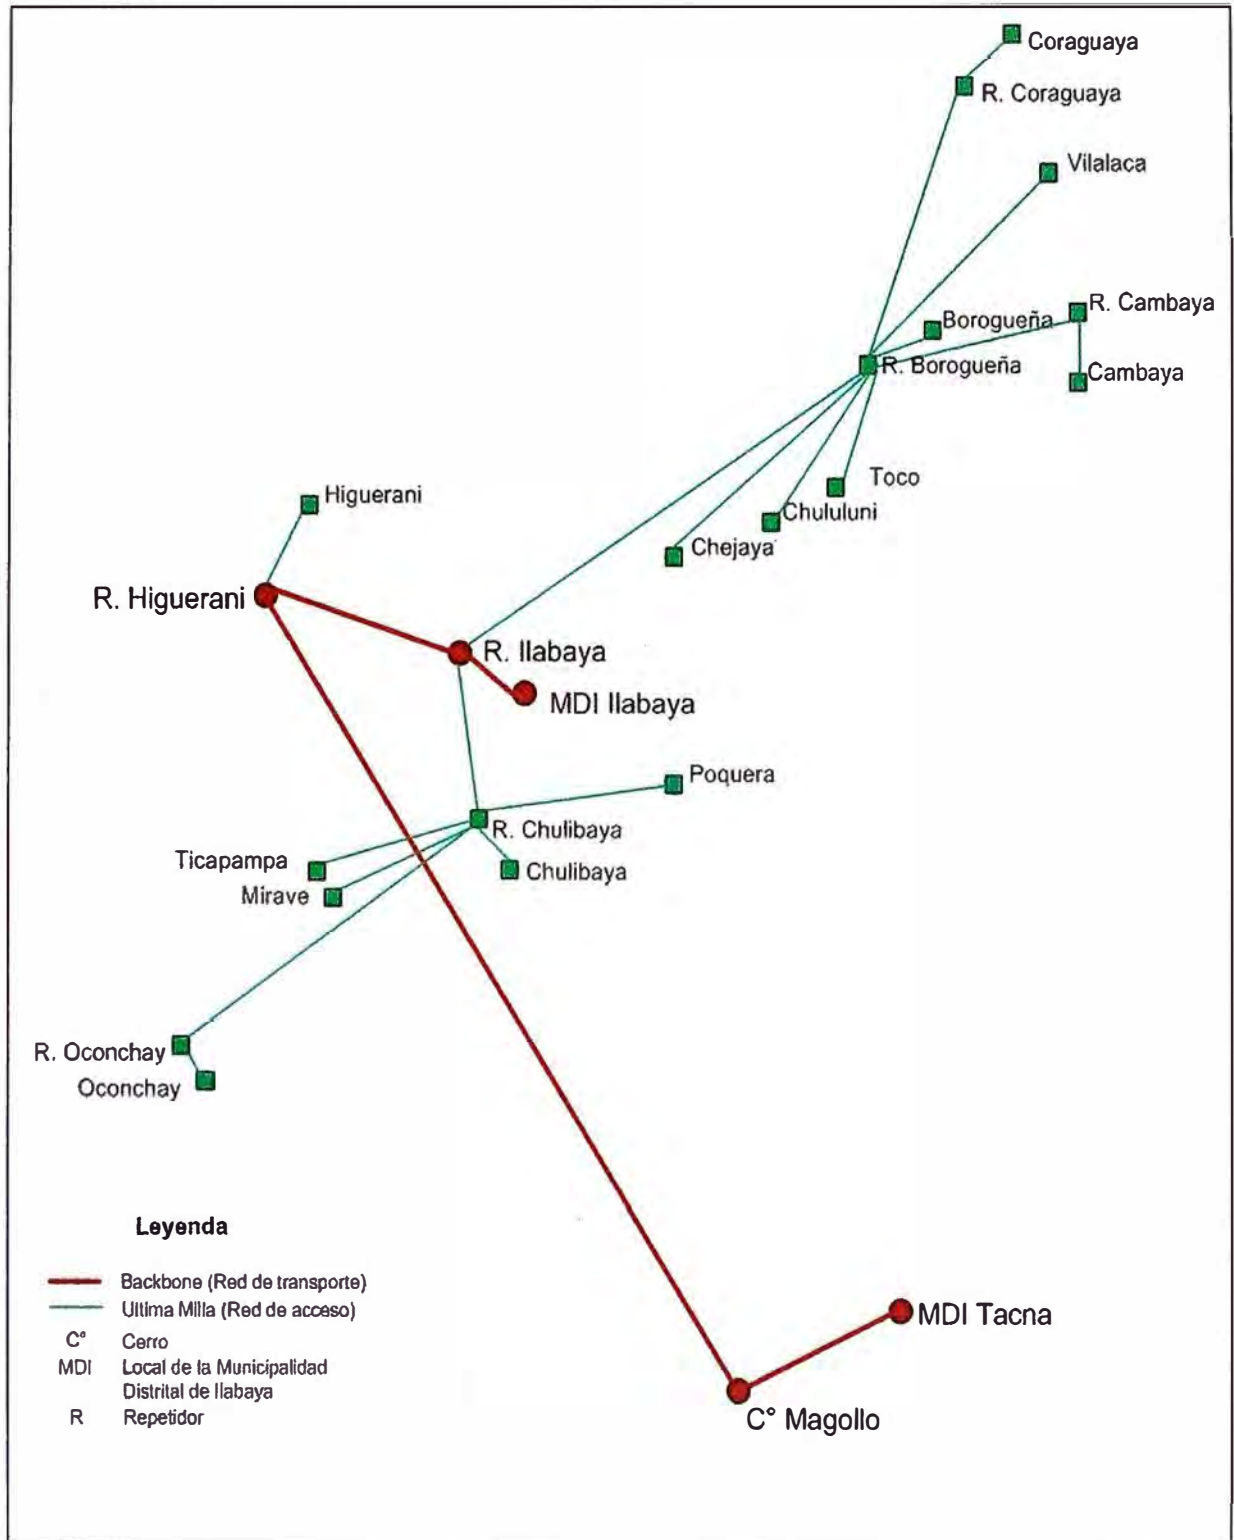 Coraguaya
R. Coraguaya
Vilalaca
R. Cambaya
Borogueña
R. Borogueña
Cambaya
Toco
Higuerani
Chululuni
Chejaya
R. Higuerani
R. Ilabaya
MDI Ilabaya
Poquera
R. Chulibaya
Ticapampa
Chulibaya
Mirave
R. Oconchay
Oconchay
Leyenda
Backbone (Red de transporte)
Ultima Milla (Red de acceso)
C° Cerro
MDI Local de la Municipalidad
Distrital de Ilabaya
R Repetidor
MDI Tacna
C° Magollo